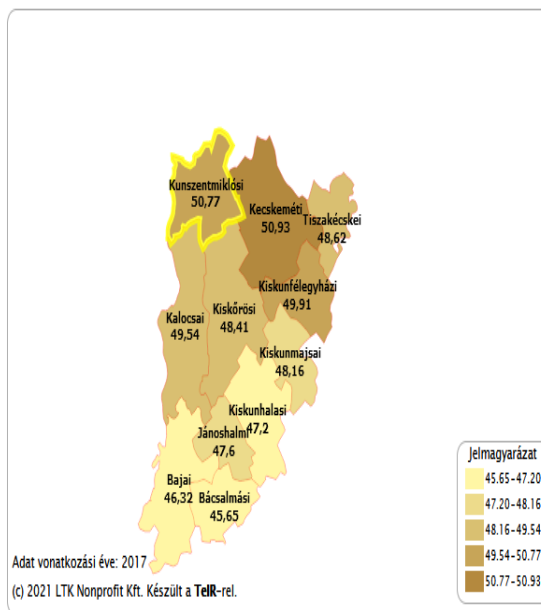 Kunszentmiklósi
50,77
Kecskeméti
50,93
Tiszakécskei
48,62
Kiskunfélegyházi
49,91
Kalocsai
49,54
Kiskőrösi
48,41
Kiskunmajsai
48,16
Kiskunhalasi
47,2
Jánoshalmi
47,6
Bajai
46,32
Bácsalmási
45,65
Jelmagyarázat
45.65-47.20
47.20-48.16
48.16-49.54
49.54-50.77
50.77-50.93
Adat vonatkozási éve: 2017
(c) 2021 LTK Nonprofit Kft. Készült a TeIR-rel.